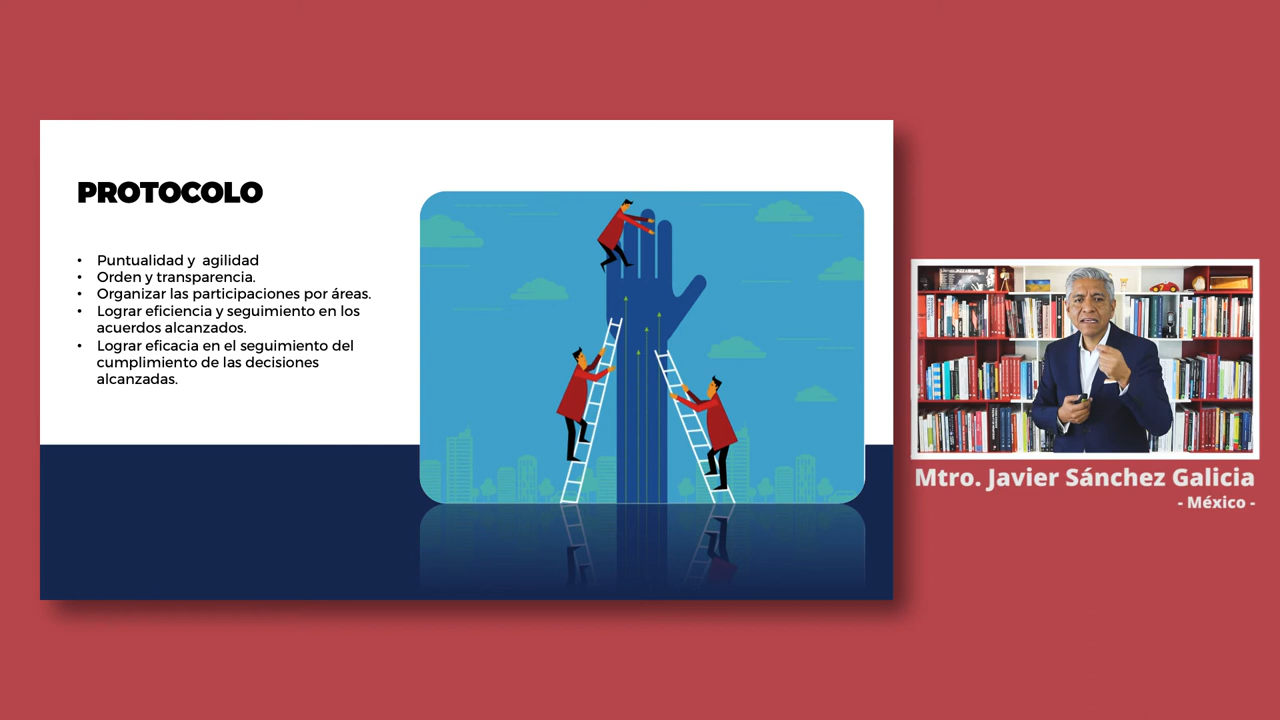 PROTOCOLO
• Puntualidad y  agilidad
• Orden y transparencia.
• Organizar las participaciones por áreas.
• Lograr eficiencia y seguimiento en los
acuerdos alcanzados.
• Lograr eficacia en el seguimiento del
cumplimiento de las decisiones
alcanzadas.
Mtro. Javier Sánchez Galicia
- México -